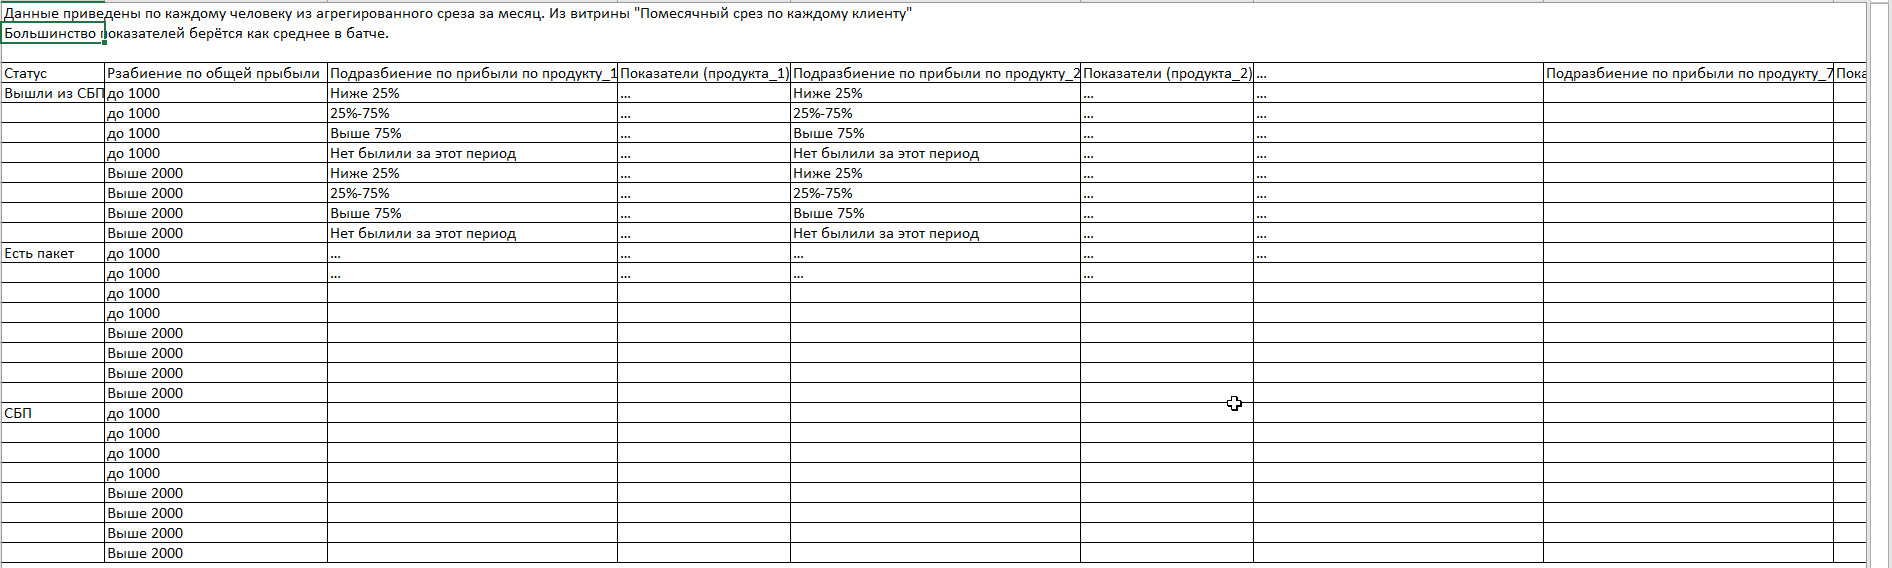 Данные приведены по каждому человеку из агрегированного среза за месяц. Из витрины "Помесячный срез по каждому клиенту"
Большинство показателей берётся как среднее в батче.
Статус Рзабиение по общей прыбыли Подразбиение по прибыли по продукту_1 Показатели (продукта_1) Подразбиение по прибыли по продукту_2 Показатели (продукта_2) ... Подразбиение по прибыли по продукту_7 Пока
Вышли из СБП до 1000 Ниже 25% ... Ниже 25% ... ...
до 1000 25%-75% ... 25%-75% ... ...
до 1000 Выше 75% ... Выше 75% ... ...
до 1000 Нет былили за этот период ... Нет былили за этот период ... ...
Выше 2000 Ниже 25% ... Ниже 25% ... ...
Выше 2000 25%-75% ... 25%-75% ... ...
Выше 2000 Выше 75% ... Выше 75% ... ...
Выше 2000 Нет былили за этот период ... Нет былили за этот период ... ...
Есть пакет до 1000 ... ... ... ... ...
до 1000 ... ... ... ...
до 1000
до 1000
Выше 2000
Выше 2000
Выше 2000
Выше 2000
СБП до 1000
до 1000
до 1000
до 1000
Выше 2000
Выше 2000
Выше 2000
Выше 2000